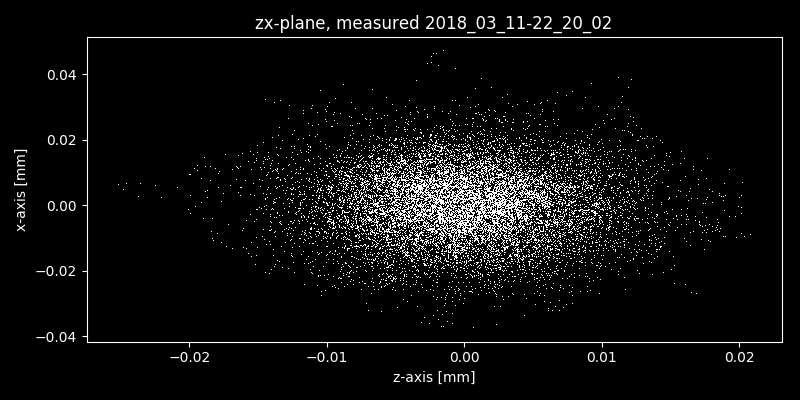 zx-plane, measured 2018_03_11-22_20_02
0.04
0.02
0.00
−0.02
−0.04
x-axis [mm]
−0.02 −0.01 0.00 0.01 0.02
z-axis [mm]